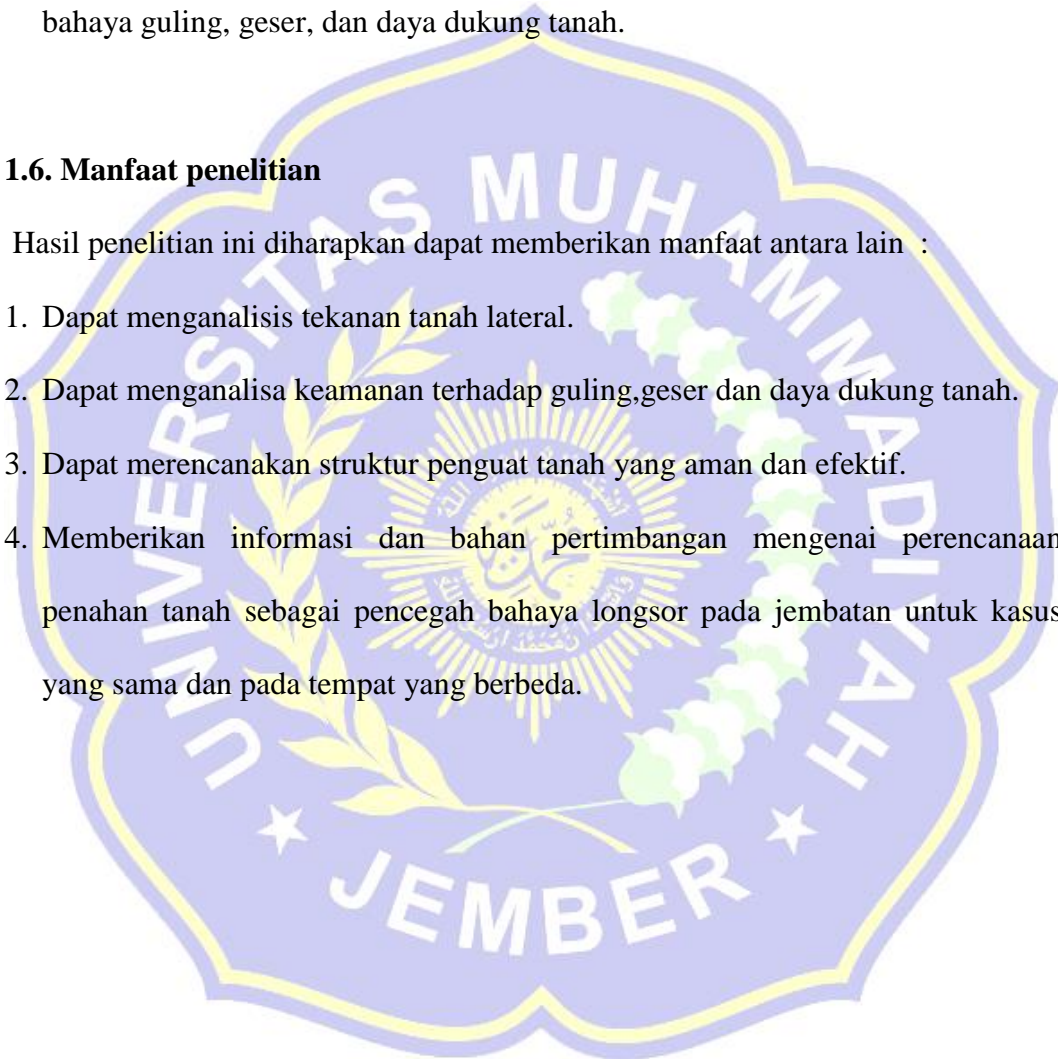 bahaya guling, geser, dan daya dukung tanah.
1.6. Manfaat penelitian
Hasil penelitian ini diharapkan dapat memberikan manfaat antara lain :
1. Dapat menganalisis tekanan tanah lateral.
2. Dapat menganalisa keamanan terhadap guling,geser dan daya dukung tanah.
3. Dapat merencanakan struktur penguat tanah yang aman dan efektif.
4. Memberikan informasi dan bahan pertimbangan mengenai perencanaan
penahan tanah sebagai pencegah bahaya longsor pada jembatan untuk kasus
yang sama dan pada tempat yang berbeda.
UNIVERSITAS MUHAMMADIYAH
JEMBER